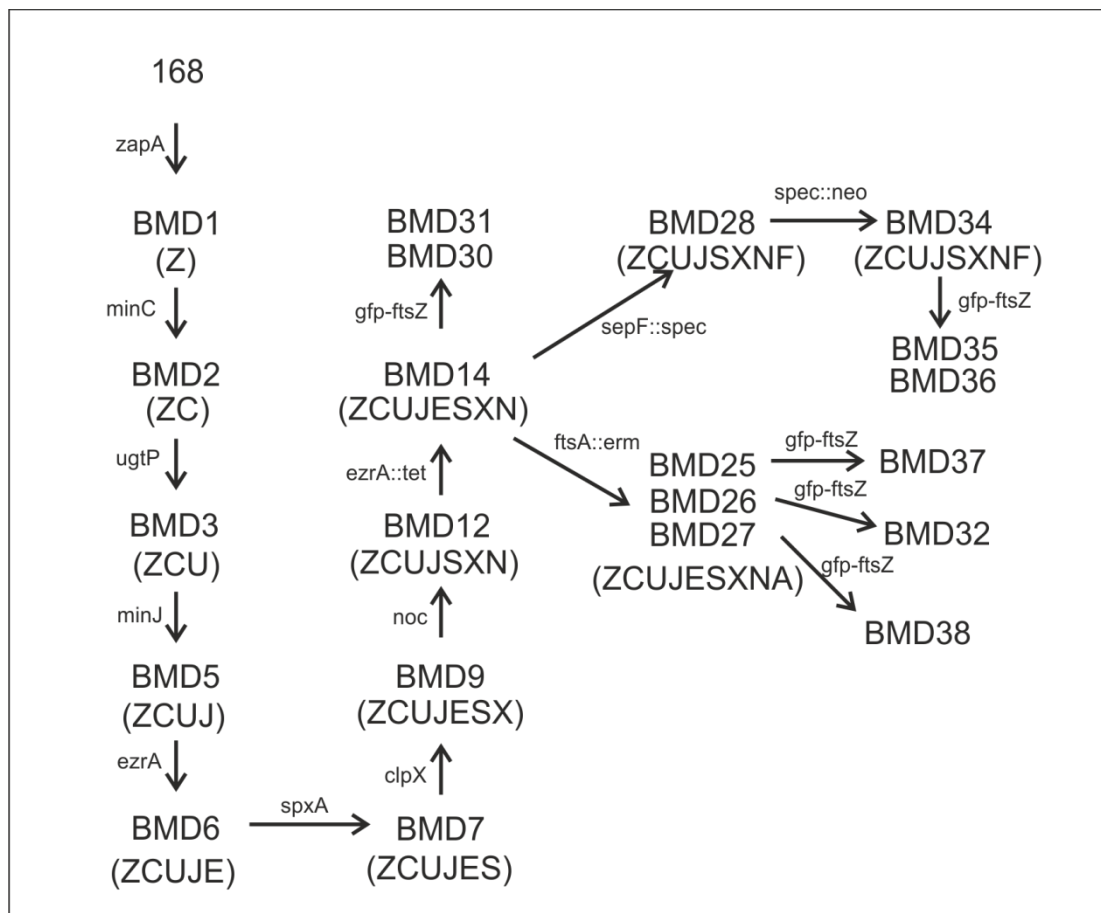 168
zapA
BMD1
(Z)
minC
BMD2
(ZC)
ugtP
BMD3
(ZCU)
minJ
BMD5
(ZCUJ)
ezrA
BMD6
(ZCUJE)
spxA
BMD7
(ZCUJES)
clpX
BMD9
(ZCUJESX)
noc
BMD12
(ZCUJSXN)
ezrA::tet
BMD14
(ZCUJESXN)
gfp-ftsZ
BMD31
BMD30
sepF::spec
BMD28
(ZCUJSXNF)
spec::neo
BMD34
(ZCUJSXNF)
gfp-ftsZ
BMD35
BMD36
ftsA::erm
BMD25
BMD26
BMD27
(ZCUJESXNA)
gfp-ftsZ
BMD37
gfp-ftsZ
BMD32
gfp-ftsZ
BMD38